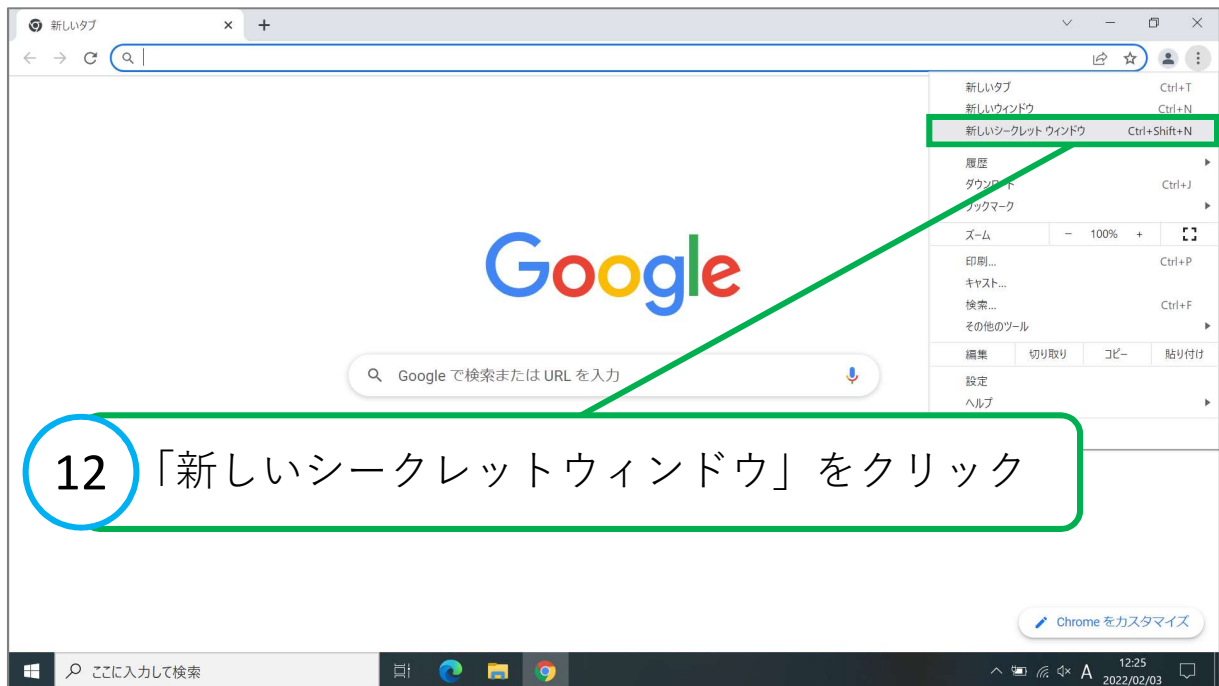 新しいタブ
新しいタブ Ctrl+T
新しいウィンドウ Ctrl+N
新しいシークレット ウィンドウ Ctrl+Shift+N
履歴
ダウンロード Ctrl+J
ブックマーク
ズーム － 100% +
印刷... Ctrl+P
キャスト...
検索... Ctrl+F
その他のツール
編集 切り取り コピー 貼り付け
設定
ヘルプ
Google
Google で検索または URL を入力
12 「新しいシークレットウィンドウ」をクリック
Chrome をカスタマイズ
ここに入力して検索
A
12:25
2022/02/03